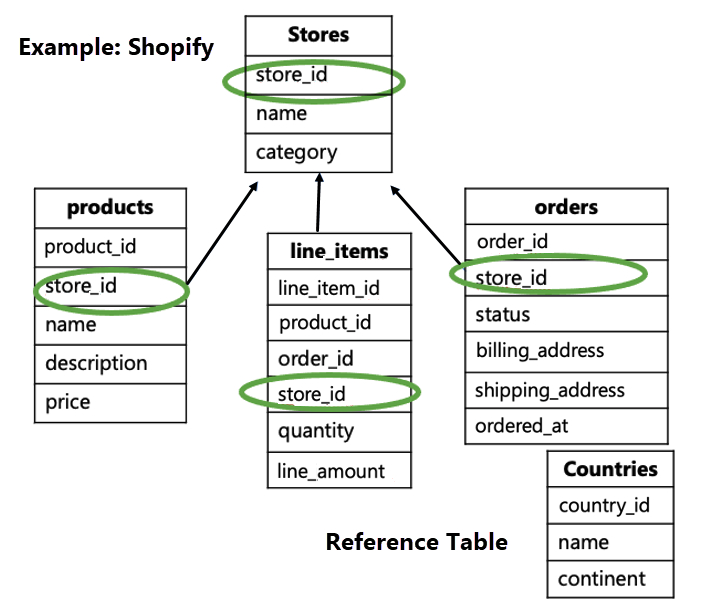 Example: Shopify
Stores
store_id
name
category
products
product_id
store_id
name
description
price
line_items
line_item_id
product_id
order_id
store_id
quantity
line_amount
orders
order_id
store_id
status
billing_address
shipping_address
ordered_at
Reference Table
Countries
country_id
name
continent